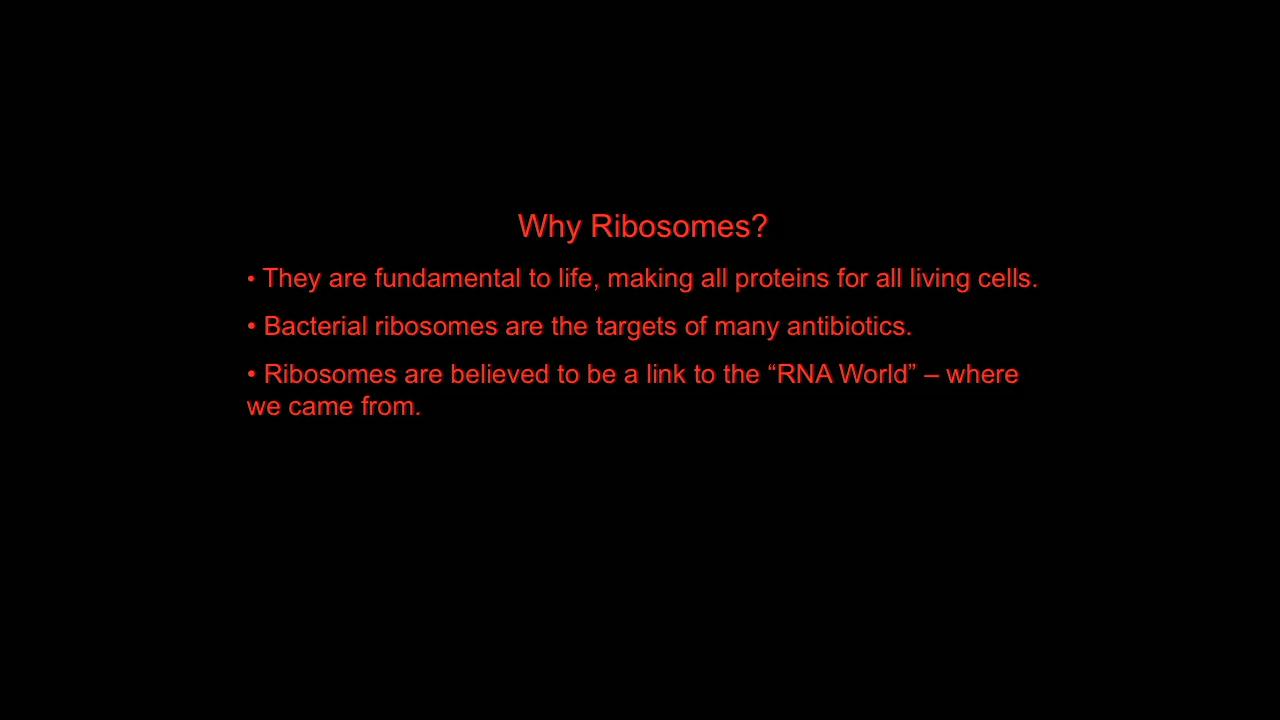 Why Ribosomes?
• They are fundamental to life, making all proteins for all living cells.
• Bacterial ribosomes are the targets of many antibiotics.
• Ribosomes are believed to be a link to the “RNA World” – where
we came from.